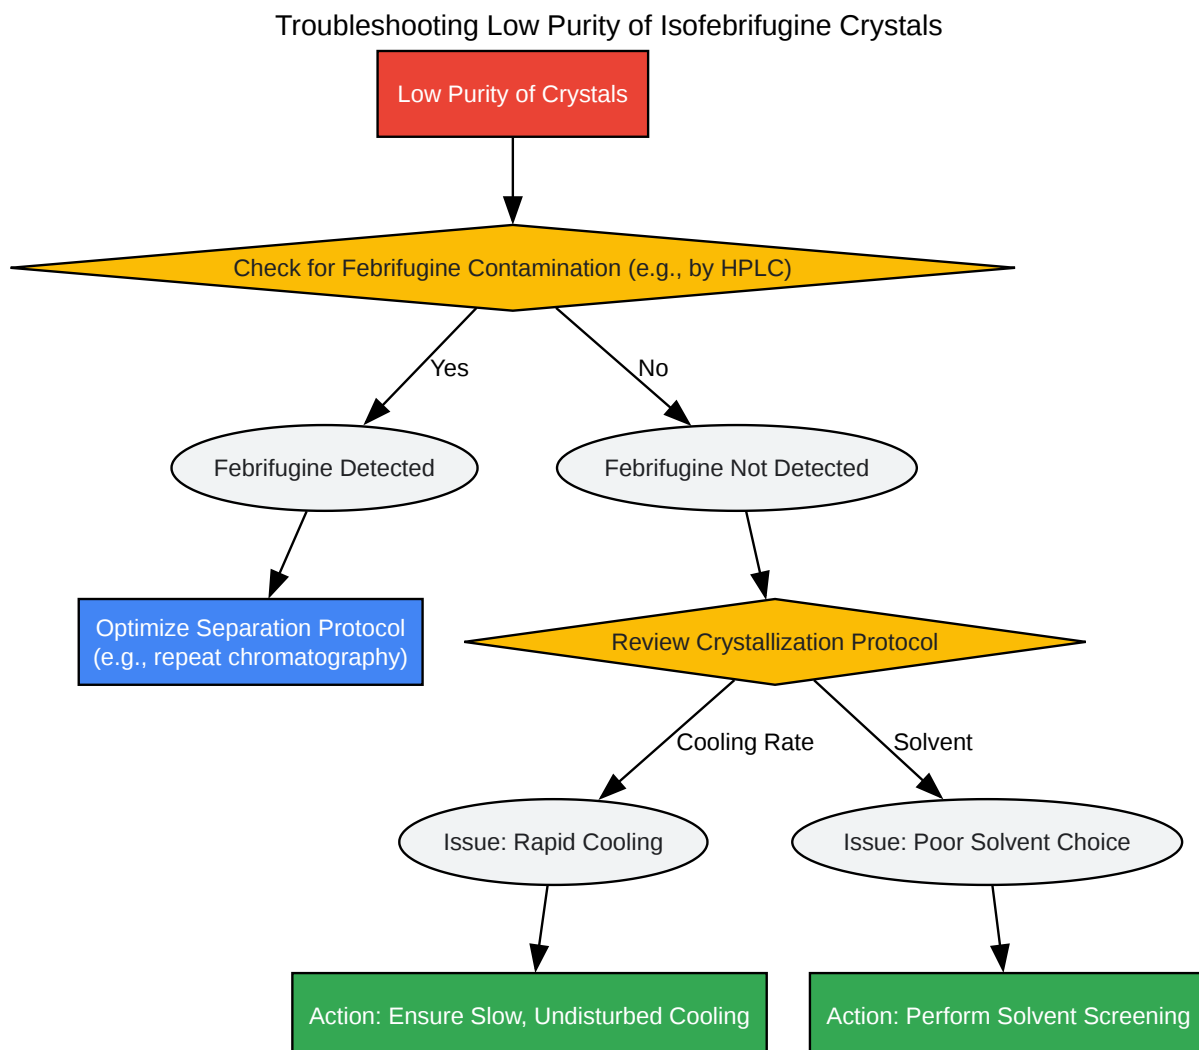 Troubleshooting Low Purity of Isofebrifugine Crystals
Low Purity of Crystals
Check for Febrifugine Contamination (e.g., by HPLC)
Yes
No
Febrifugine Detected
Febrifugine Not Detected
Optimize Separation Protocol
(e.g., repeat chromatography)
Review Crystallization Protocol
Cooling Rate
Solvent
Issue: Rapid Cooling
Issue: Poor Solvent Choice
Action: Ensure Slow, Undisturbed Cooling
Action: Perform Solvent Screening